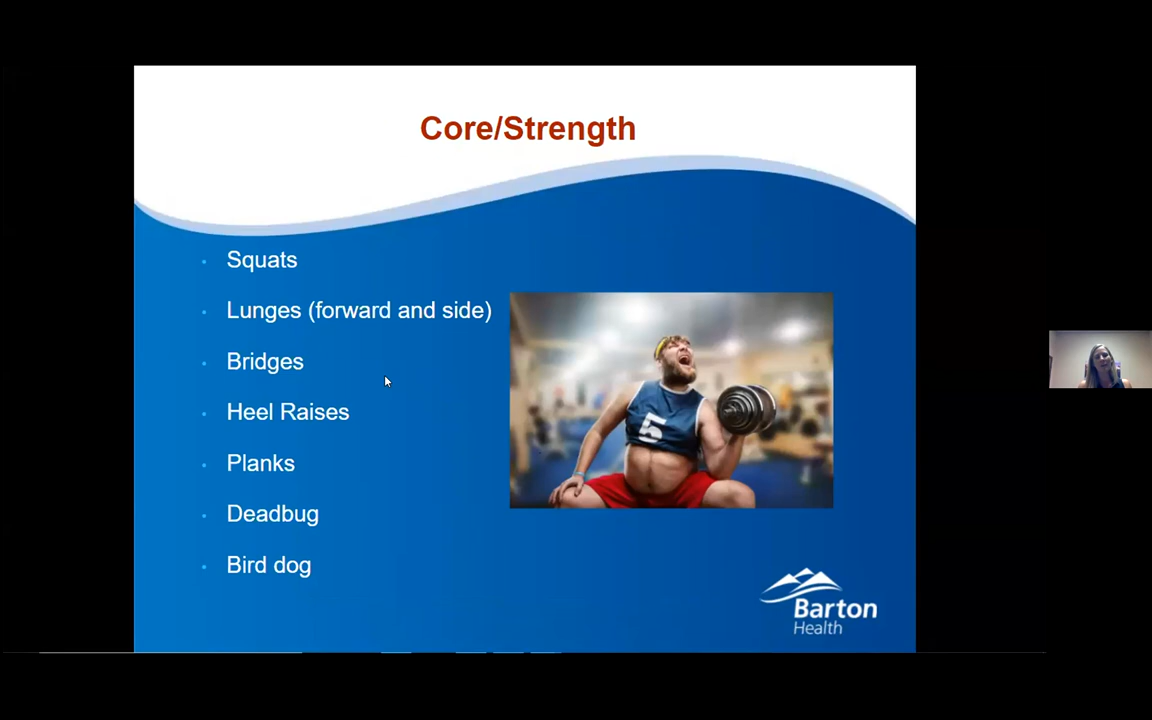 Core/Strength
Squats
Lunges (forward and side)
Bridges
Heel Raises
Planks
Deadbug
Bird dog
5
Barton
Health